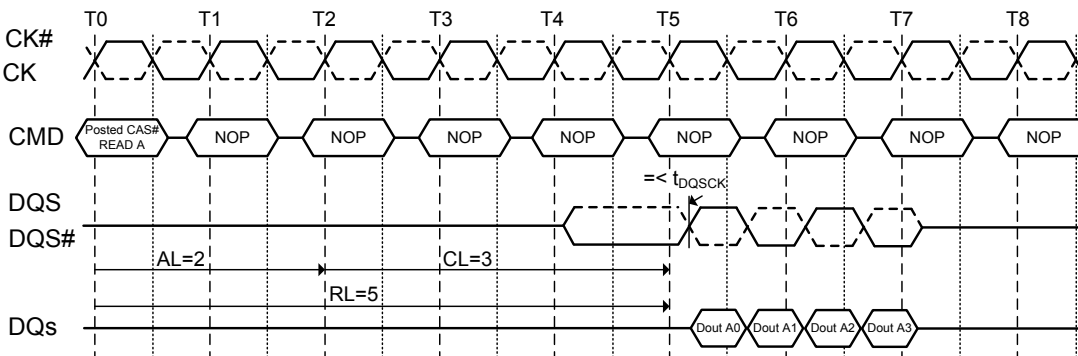 T0 T1 T2 T3 T4 T5 T6 T7 T8
CK#
CK
CMD
Posted CAS#
READ A
NOP NOP NOP NOP NOP NOP NOP NOP
=< tDQSCK
DQS
DQS#
AL=2 CL=3
RL=5
DQs
Dout A0 Dout A1 Dout A2 Dout A3